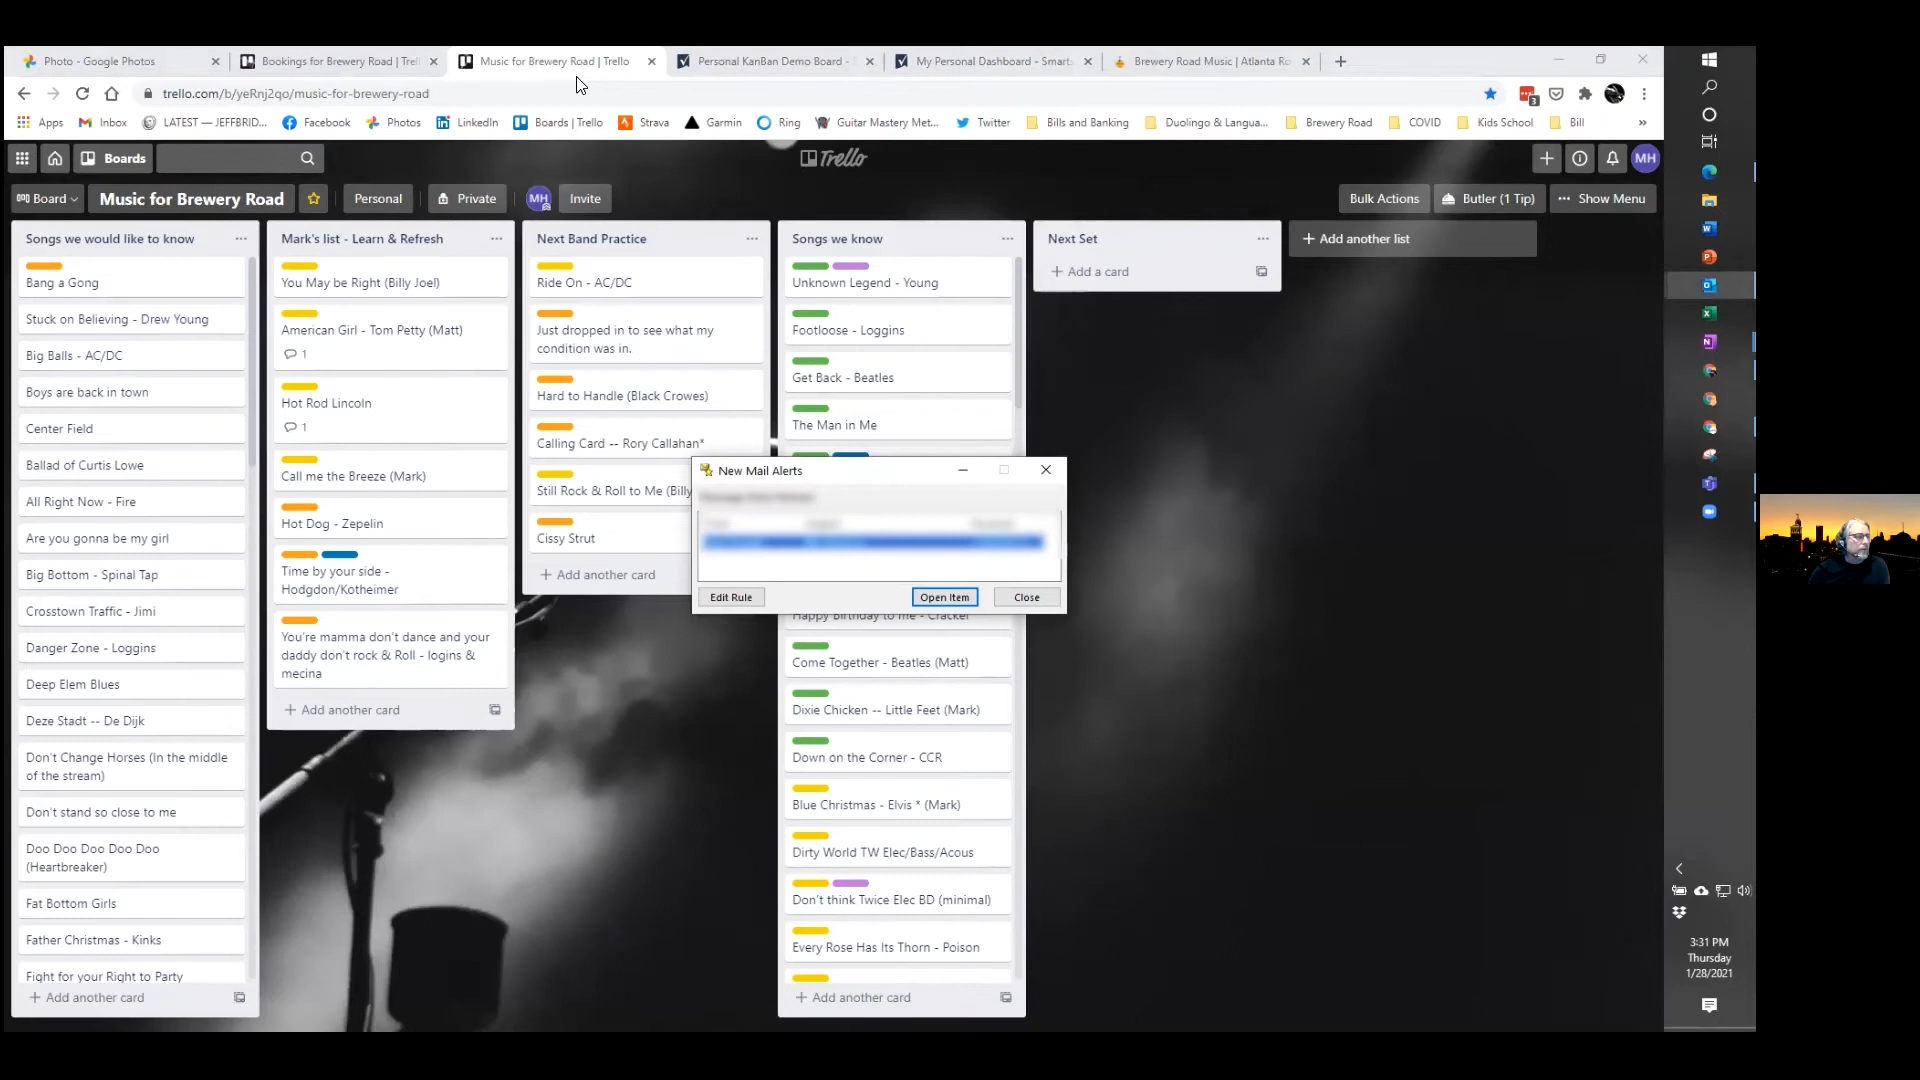 Photo - Google Photos
Bookings for Brewery Road | Trel
Music for Brewery Road | Trello
Personal KanBan Demo Board -
My Personal Dashboard - Smart
Brewery Road Music | Atlanta Ro
trello.com/b/yeRnj2qo/music-for-brewery-road
3
Apps
Inbox
LATEST — JEFFBRID...
Facebook
Photos
LinkedIn
Boards | Trello
Strava
Garmin
Ring
Guitar Mastery Met...
Twitter
Bills and Banking
Duolingo & Langua...
Brewery Road
COVID
Kids School
Bill
»
Boards
Trello
MH
Board
Music for Brewery Road
Personal
Private
MH
Invite
Bulk Actions
Butler (1 Tip)
Show Menu
Songs we would like to know
Bang a Gong
Stuck on Believing - Drew Young
Big Balls - AC/DC
Boys are back in town
Center Field
Ballad of Curtis Lowe
All Right Now - Fire
Are you gonna be my girl
Big Bottom - Spinal Tap
Crosstown Traffic - Jimi
Danger Zone - Loggins
Deep Elem Blues
Deze Stadt -- De Dijk
Don't Change Horses (In the middle
of the stream)
Don't stand so close to me
Doo Doo Doo Doo Doo
(Heartbreaker)
Fat Bottom Girls
Father Christmas - Kinks
Fight for your Right to Party
+ Add another card
Mark's list - Learn & Refresh
You May be Right (Billy Joel)
American Girl - Tom Petty (Matt)
1
Hot Rod Lincoln
1
Call me the Breeze (Mark)
Hot Dog - Zepelin
Time by your side -
Hodgdon/Kotheimer
You're mamma don't dance and your
daddy don't rock & Roll - logins &
mecina
+ Add another card
Next Band Practice
Ride On - AC/DC
Just dropped in to see what my
condition was in.
Hard to Handle (Black Crowes)
Calling Card -- Rory Callahan*
Still Rock & Roll to Me (Billy
Cissy Strut
+ Add another card
Songs we know
Unknown Legend - Young
Footloose - Loggins
Get Back - Beatles
The Man in Me
Happy Birthday to me - Cracker
Come Together - Beatles (Matt)
Dixie Chicken -- Little Feet (Mark)
Down on the Corner - CCR
Blue Christmas - Elvis * (Mark)
Dirty World TW Elec/Bass/Acous
Don't think Twice Elec BD (minimal)
Every Rose Has Its Thorn - Poison
+ Add another card
Next Set
+ Add a card
+ Add another list
New Mail Alerts
Edit Rule
Open Item
Close
3:31 PM
Thursday
1/28/2021